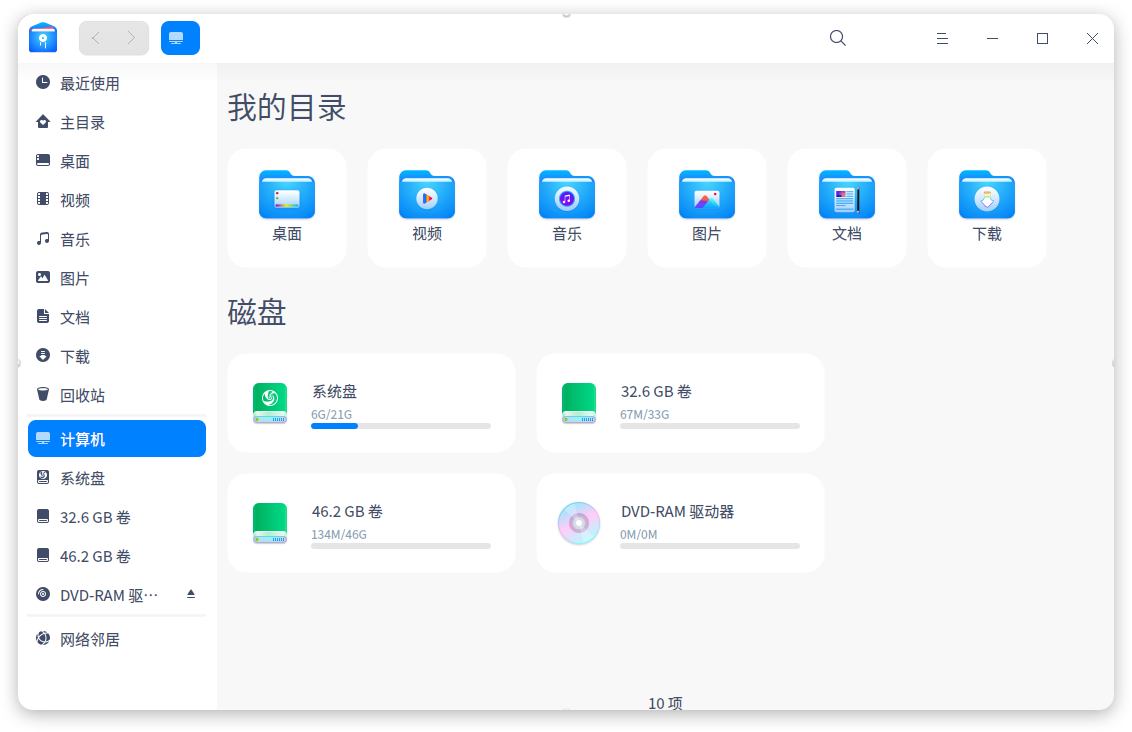 最近使用
主目录
桌面
视频
音乐
图片
文档
下载
回收站
计算机
系统盘
32.6 GB 卷
46.2 GB 卷
DVD-RAM 驱…
网络邻居
我的目录
桌面
视频
音乐
图片
文档
下载
磁盘
系统盘
6G/21G
32.6 GB 卷
67M/33G
46.2 GB 卷
134M/46G
DVD-RAM 驱动器
0M/0M
10 项